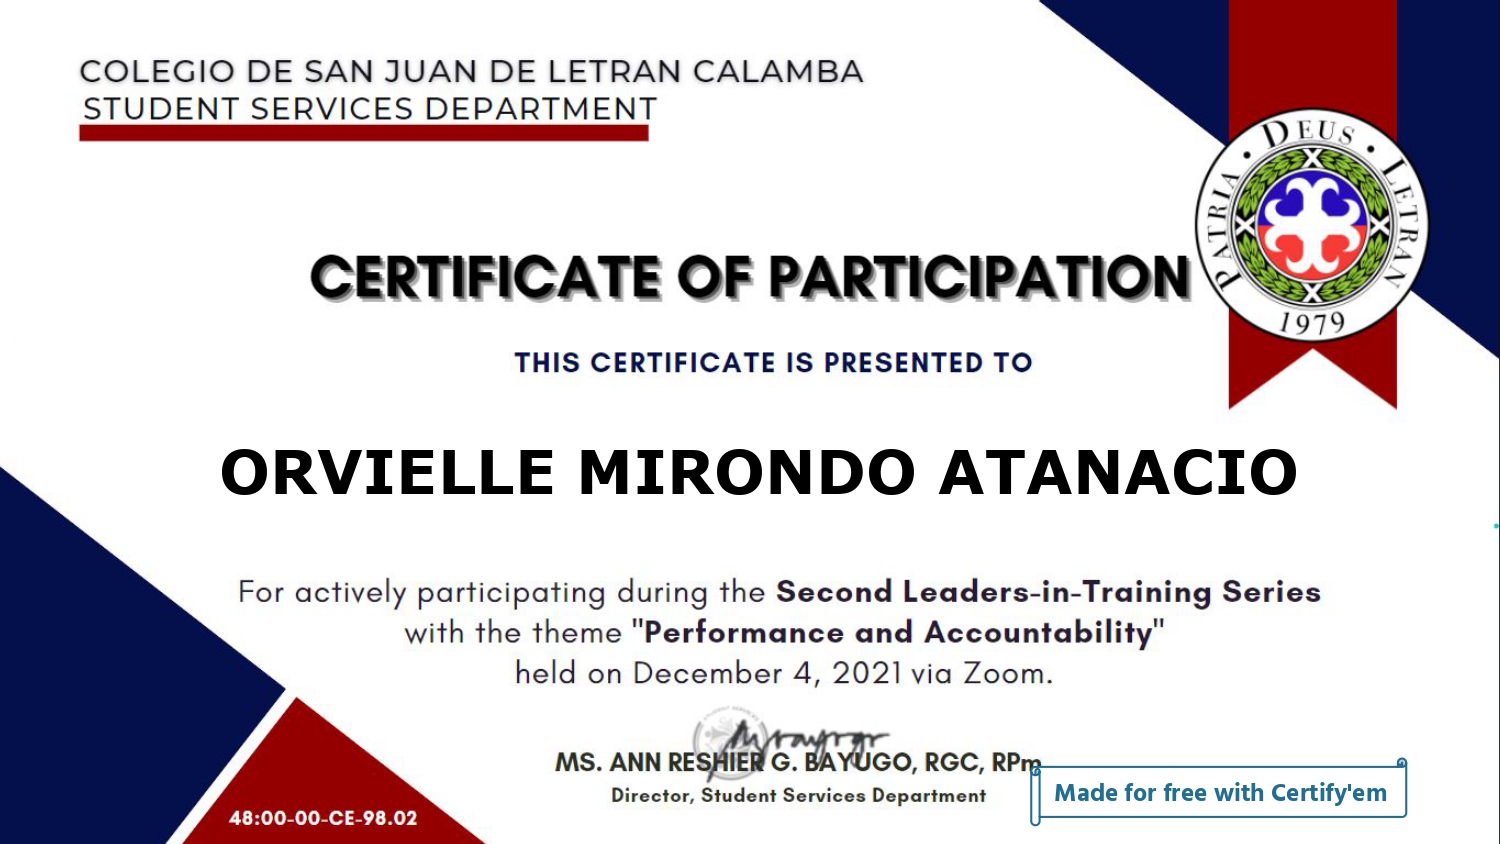 COLEGIO DE SAN JUAN DE LETRAN CALAMBA
STUDENT SERVICES DEPARTMENT
DEUS • PATRIA • LETRAN
1979
CERTIFICATE OF PARTICIPATION
THIS CERTIFICATE IS PRESENTED TO
ORVIELLE MIRONDO ATANACIO
For actively participating during the Second Leaders-in-Training Series
with the theme "Performance and Accountability"
held on December 4, 2021 via Zoom.
MS. ANN RESHIER G. BAYUGO, RGC, RPm
Director, Student Services Department
Made for free with Certify'em
48:00-00-CE-98.02